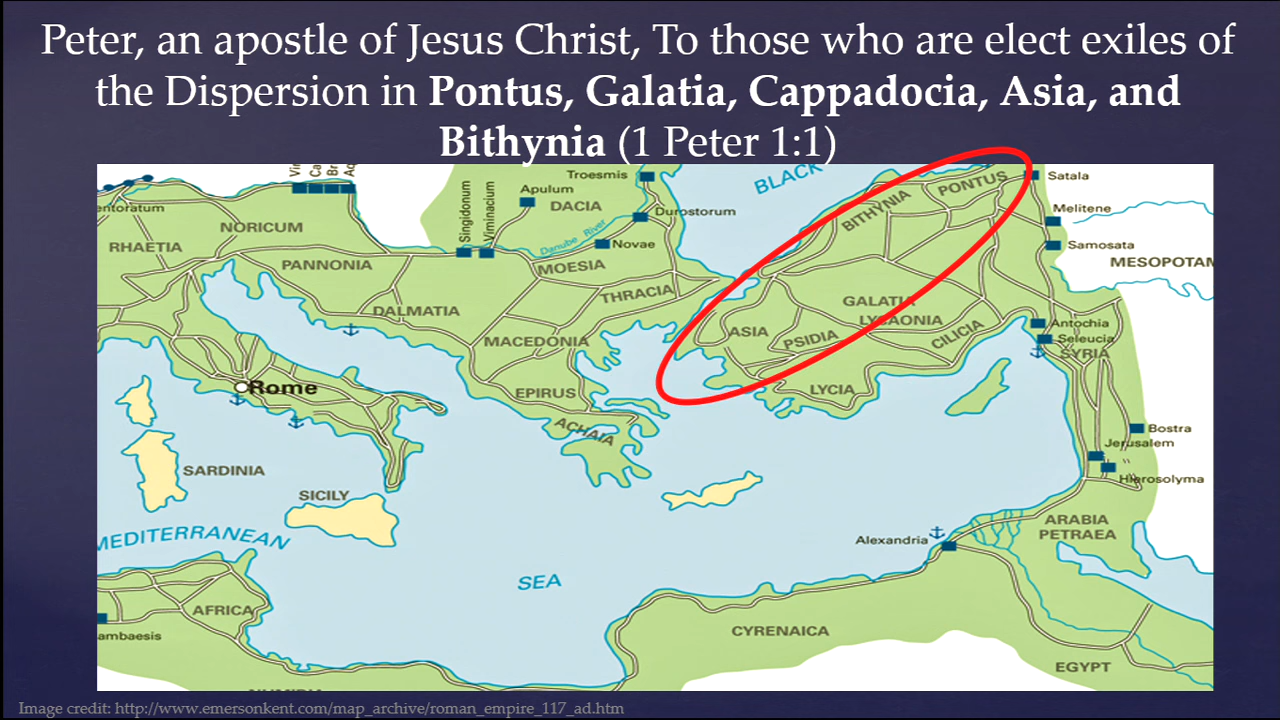 Peter, an apostle of Jesus Christ, To those who are elect exiles of
the Dispersion in Pontus, Galatia, Cappadocia, Asia, and
Bithynia (1 Peter 1:1)
Troesmis
BLACK
Satala
Apulum
BITHYNIA
PONTUS
Singidonum
Viminacium
DACIA
Durostorum
Melitene
entoratum
NORICUM
Danube River
Novae
Samosata
RHAETIA
PANNONIA
MOESIA
MESOPOTAM
THRACIA
DALMATIA
GALATIA
LYCAONIA
Antochia
ASIA
PSIDIA
CILICIA
Seleucia
MACEDONIA
SYRIA
Rome
EPIRUS
LYCIA
ACHAIA
Bostra
Jerusalem
SARDINIA
Hierosolyma
SICILY
ARABIA
PETRAEA
MEDITERRANEAN
Alexandria
SEA
AFRICA
ambaesis
CYRENAICA
EGYPT
Image credit: http://www.emersonkent.com/map_archive/roman_empire_117_ad.htm